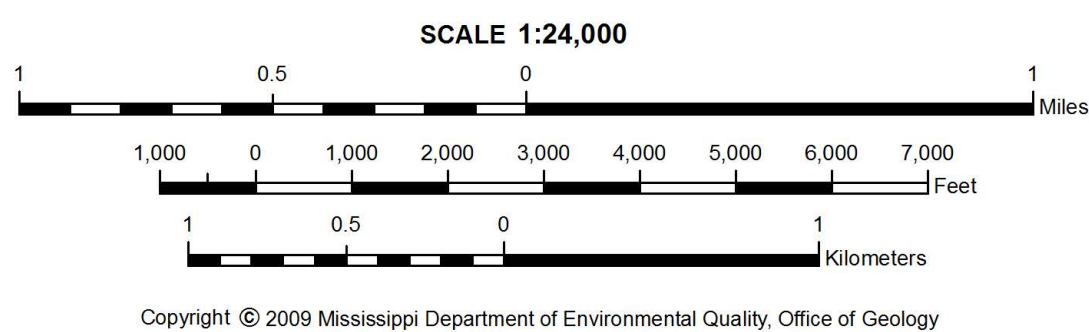 SCALE 1:24,000
1 0.5 0 1
Miles
1,000 0 1,000 2,000 3,000 4,000 5,000 6,000 7,000
Feet
1 0.5 0 1
Kilometers
Copyright © 2009 Mississippi Department of Environmental Quality, Office of Geology